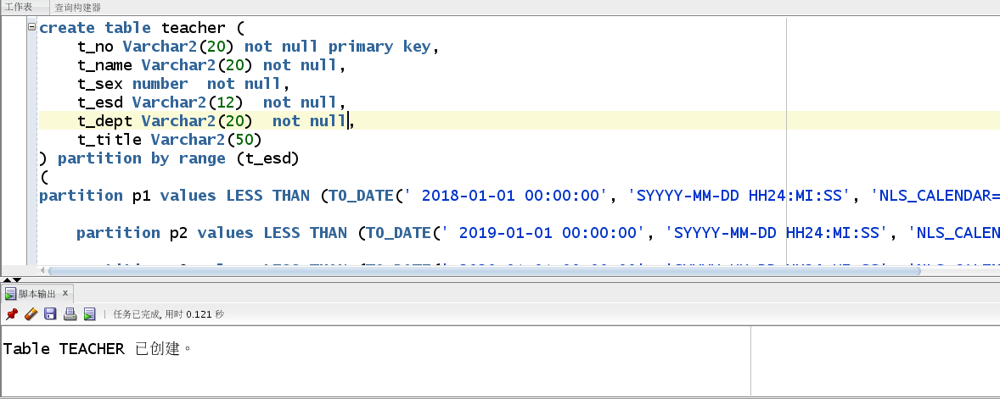 工作表 查询构建器
create table teacher (
t_no Varchar2(20) not null primary key,
t_name Varchar2(20) not null,
t_sex number  not null,
t_esd Varchar2(12)  not null,
t_dept Varchar2(20)  not null,
t_title Varchar2(50)
) partition by range (t_esd)
(
partition p1 values LESS THAN (TO_DATE(' 2018-01-01 00:00:00', 'SYYYY-MM-DD HH24:MI:SS', 'NLS_CALENDAR=
partition p2 values LESS THAN (TO_DATE(' 2019-01-01 00:00:00', 'SYYYY-MM-DD HH24:MI:SS', 'NLS_CALEN
脚本输出 x
任务已完成, 用时 0.121 秒
Table TEACHER 已创建。